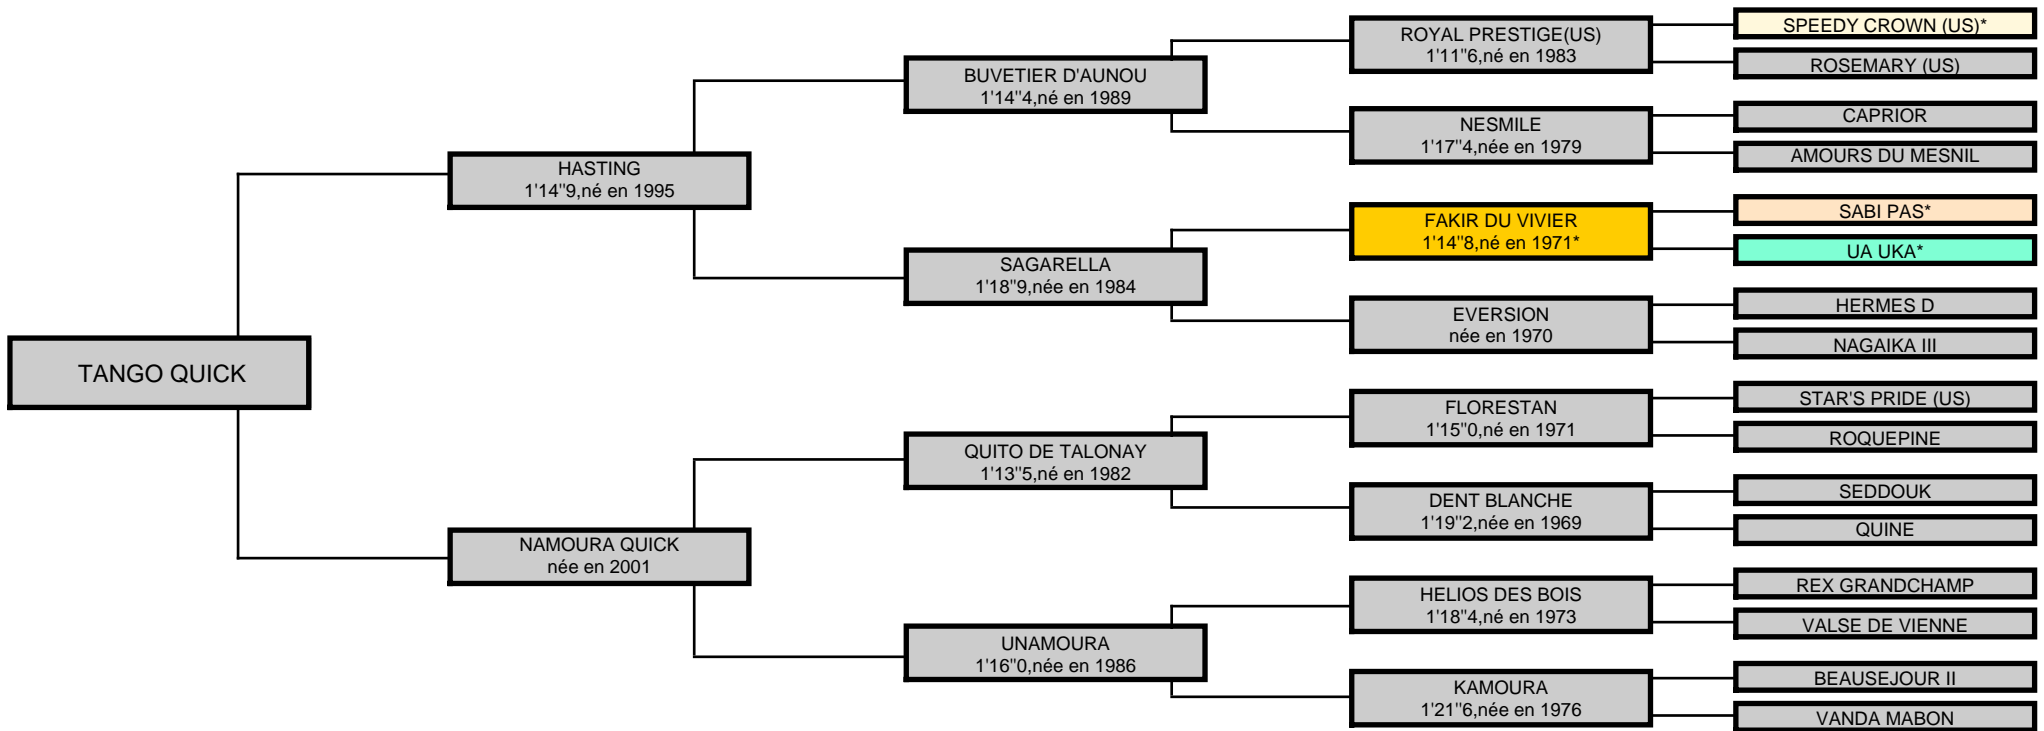 TANGO QUICK
HASTING
1'14"9,né en 1995
NAMOURA QUICK
née en 2001
BUVETIER D'AUNOU
1'14"4,né en 1989
SAGARELLA
1'18"9,née en 1984
QUITO DE TALONAY
1'13"5,né en 1982
UNAMOURA
1'16"0,née en 1986
ROYAL PRESTIGE(US)
1'11"6,né en 1983
NESMILE
1'17"4,née en 1979
FAKIR DU VIVIER
1'14"8,né en 1971*
EVERSION
née en 1970
FLORESTAN
1'15"0,né en 1971
DENT BLANCHE
1'19"2,née en 1969
HELIOS DES BOIS
1'18"4,né en 1973
KAMOURA
1'21"6,née en 1976
SPEEDY CROWN (US)*
ROSEMARY (US)
CAPRIOR
AMOURS DU MESNIL
SABI PAS*
UA UKA*
HERMES D
NAGAIKA III
STAR'S PRIDE (US)
ROQUEPINE
SEDDOUK
QUINE
REX GRANDCHAMP
VALSE DE VIENNE
BEAUSEJOUR II
VANDA MABON